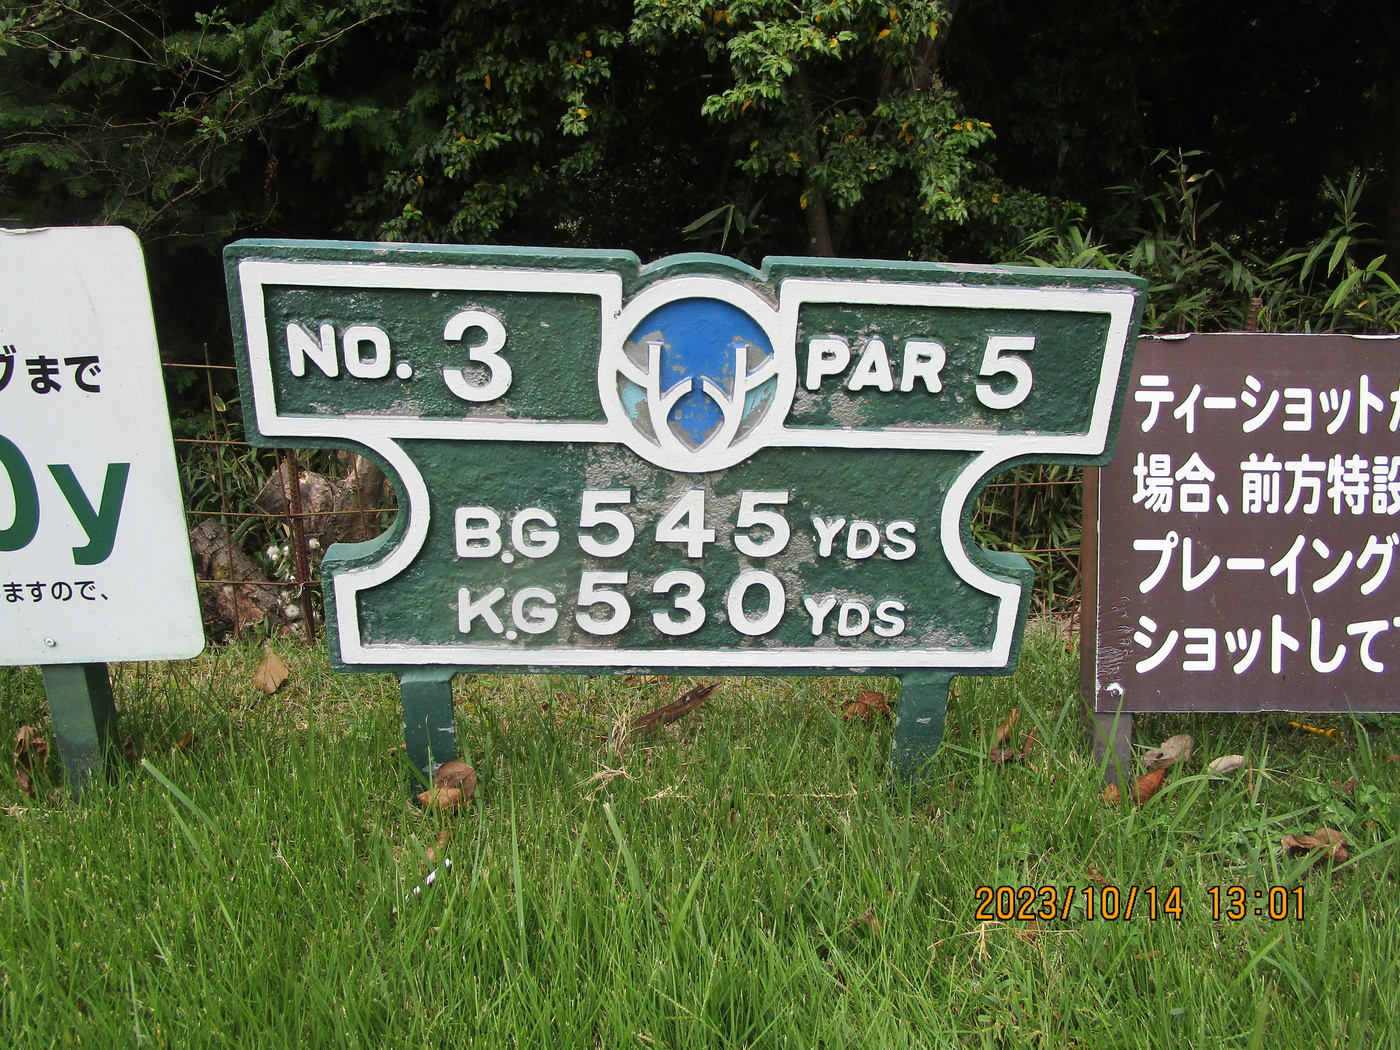 まで
0y
ますので、
NO. 3
PAR 5
B.G 545 YDS
K.G 530 YDS
ティーショット
場合、前方特設
プレーイング
ショットして
2023/10/14 13:01